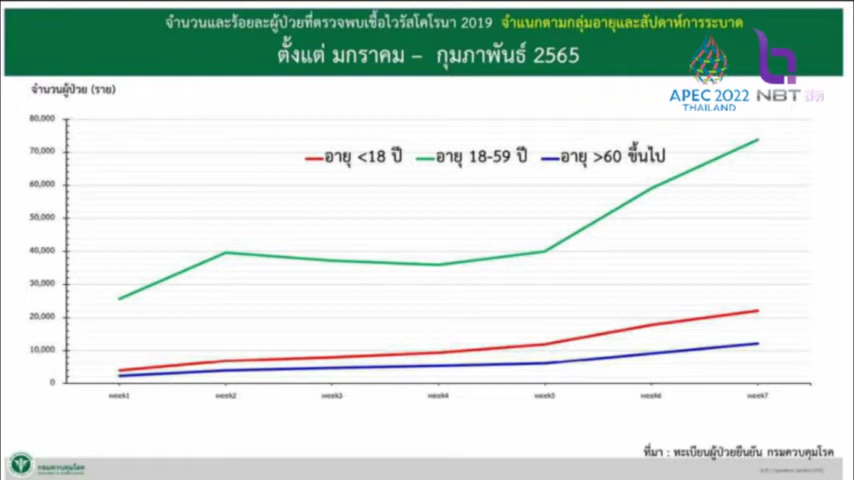 จำนวนและร้อยละผู้ป่วยที่ตรวจพบเชื้อไวรัสโคโรนา 2019 จำแนกตามกลุ่มอายุและสัปดาห์การระบาด
ตั้งแต่ มกราคม – กุมภาพันธ์ 2565
APEC 2022
THAILAND
NBT สด
จำนวนผู้ป่วย (ราย)
80,000
70,000
60,000
50,000
40,000
30,000
20,000
10,000
0
อายุ <18 ปี อายุ 18-59 ปี อายุ >60 ขึ้นไป
week1 week2 week3 week4 week5 week6 week7
ที่มา : ทะเบียนผู้ป่วยยืนยัน กรมควบคุมโรค
กรมควบคุมโรค